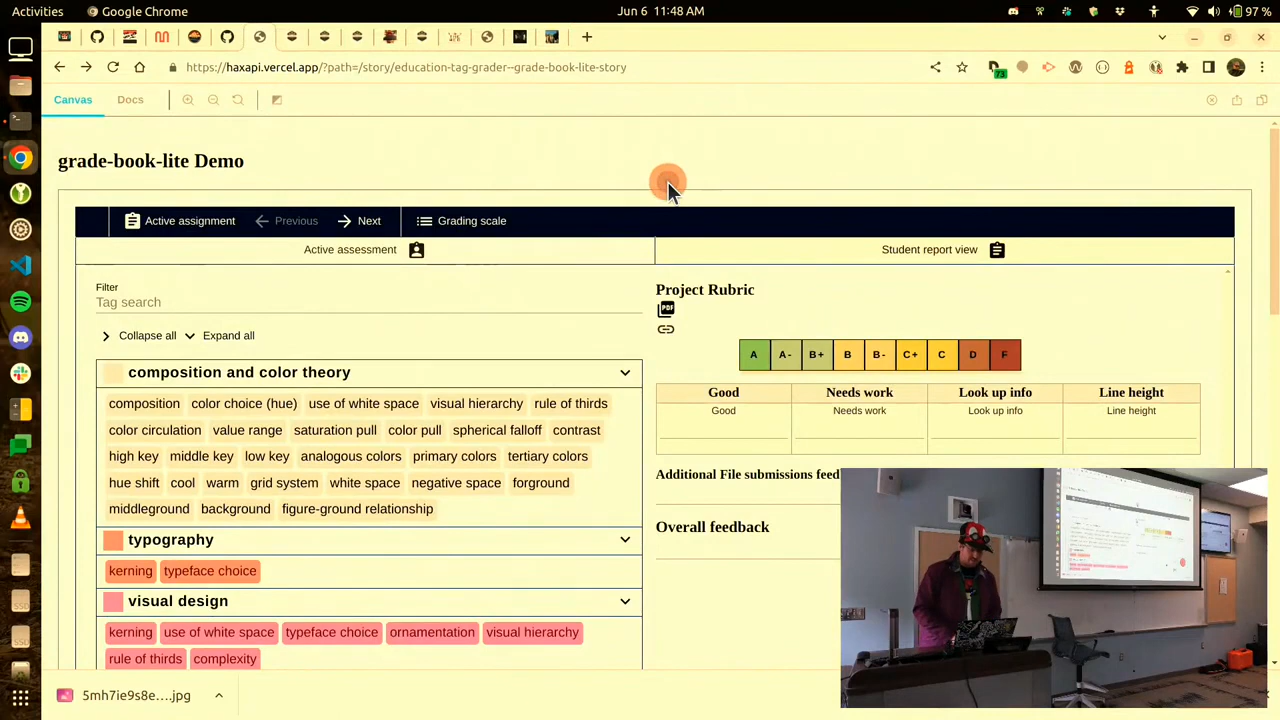 Activities
Google Chrome
Jun 6 11:48 AM
97 %
73
https://haxapi.vercel.app/?path=/story/education-tag-grader--grade-book-lite-story
Canvas
Docs
grade-book-lite Demo
Active assignment
Previous
Next
Grading scale
Active assessment
Student report view
Filter
Tag search
Collapse all
Expand all
composition and color theory
composition color choice (hue) use of white space visual hierarchy rule of thirds
color circulation value range saturation pull color pull spherical falloff contrast
high key middle key low key analogous colors primary colors tertiary colors
hue shift cool warm grid system white space negative space forground
middleground background figure-ground relationship
typography
kerning typeface choice
visual design
kerning use of white space typeface choice ornamentation visual hierarchy
rule of thirds complexity
Project Rubric
PDF
A A- B+ B B- C+ C D F
Good Needs work Look up info Line height
Good Needs work Look up info Line height
Additional File submissions feed
Overall feedback
SSD
SSD
5mh7ie9s8e....jpg